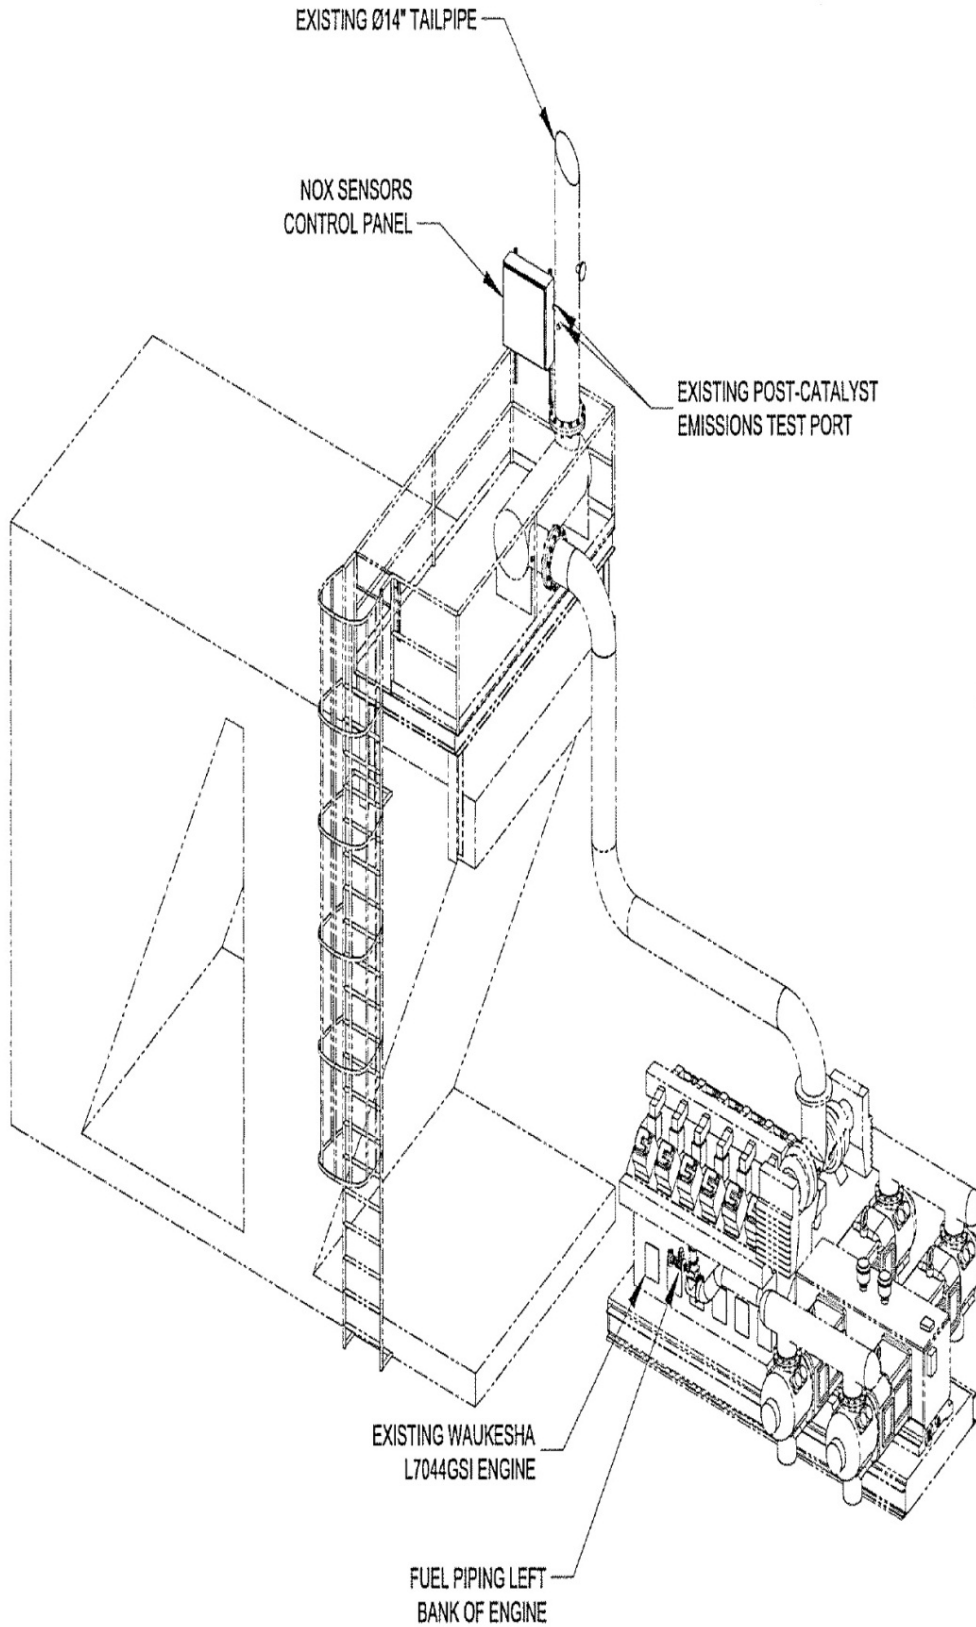 EXISTING Ø14" TAILPIPE
NOX SENSORS
CONTROL PANEL
EXISTING POST-CATALYST
EMISSIONS TEST PORT
EXISTING WAUKESHA
L7044GSI ENGINE
FUEL PIPING LEFT
BANK OF ENGINE